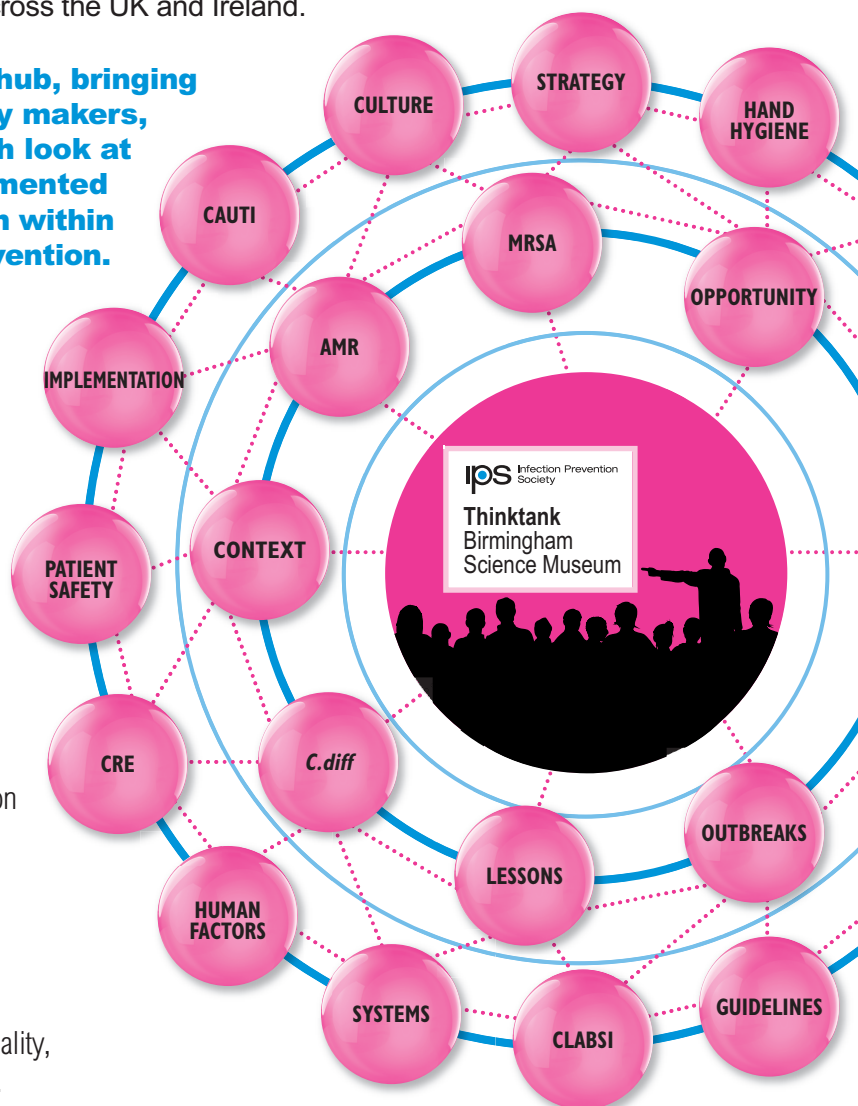 across the UK and Ireland.
hub, bringing
makers,
look at
mented
within
vention.
CULTURE
STRATEGY
HAND
HYGIENE
CAUTI
MRSA
OPPORTUNITY
AMR
IMPLEMENTATION
CONTEXT
PATIENT
SAFETY
IPS Infection Prevention
Society
Thinktank
Birmingham
Science Museum
CRE
C.diff
on
OUTBREAKS
LESSONS
HUMAN
FACTORS
SYSTEMS
CLABSI
GUIDELINES
ality,